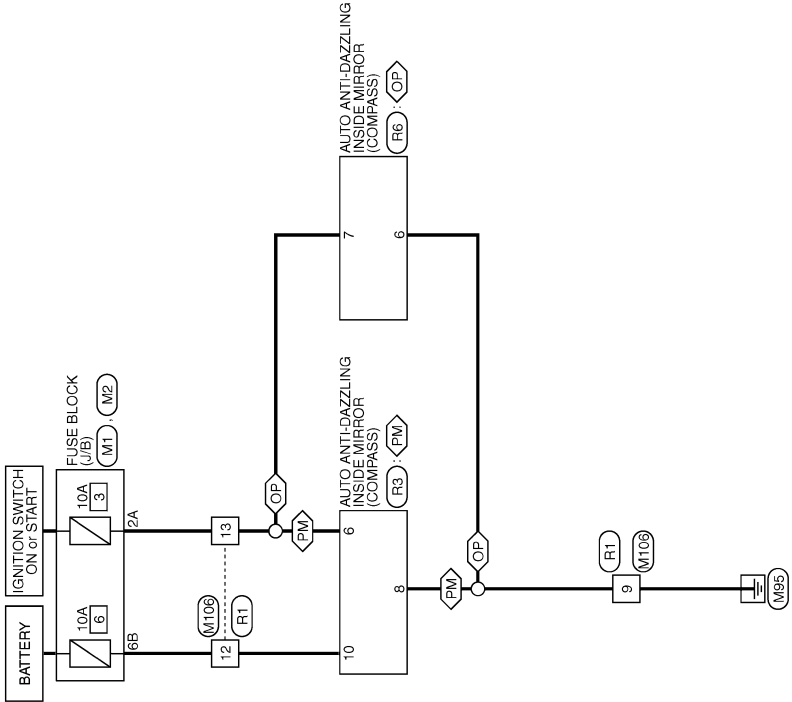 BATTERY
IGNITION SWITCH
ON or START
FUSE BLOCK
(J/B)
M1 , M2
10A
6
10A
3
6B
2A
M106
R1
12
13
OP
PM
AUTO ANTI-DAZZLING
INSIDE MIRROR
(COMPASS)
R3 : PM
10
6
8
AUTO ANTI-DAZZLING
INSIDE MIRROR
(COMPASS)
R6 : OP
7
6
PM
OP
9
R1
M106
M95